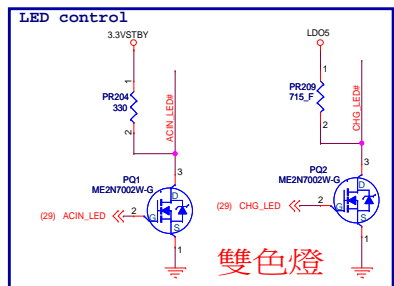 LED control
3.3VSTBY
LDO5
1
1
PR204
330
PR209
715_F
ACIN_LED#
CHG_LED#
2
2
PQ1
ME2N7002W-G
3
PQ2
ME2N7002W-G
3
D
D
(29) ACIN_LED
2
G
(29) CHG_LED
2
G
S
S
1
1
雙色燈